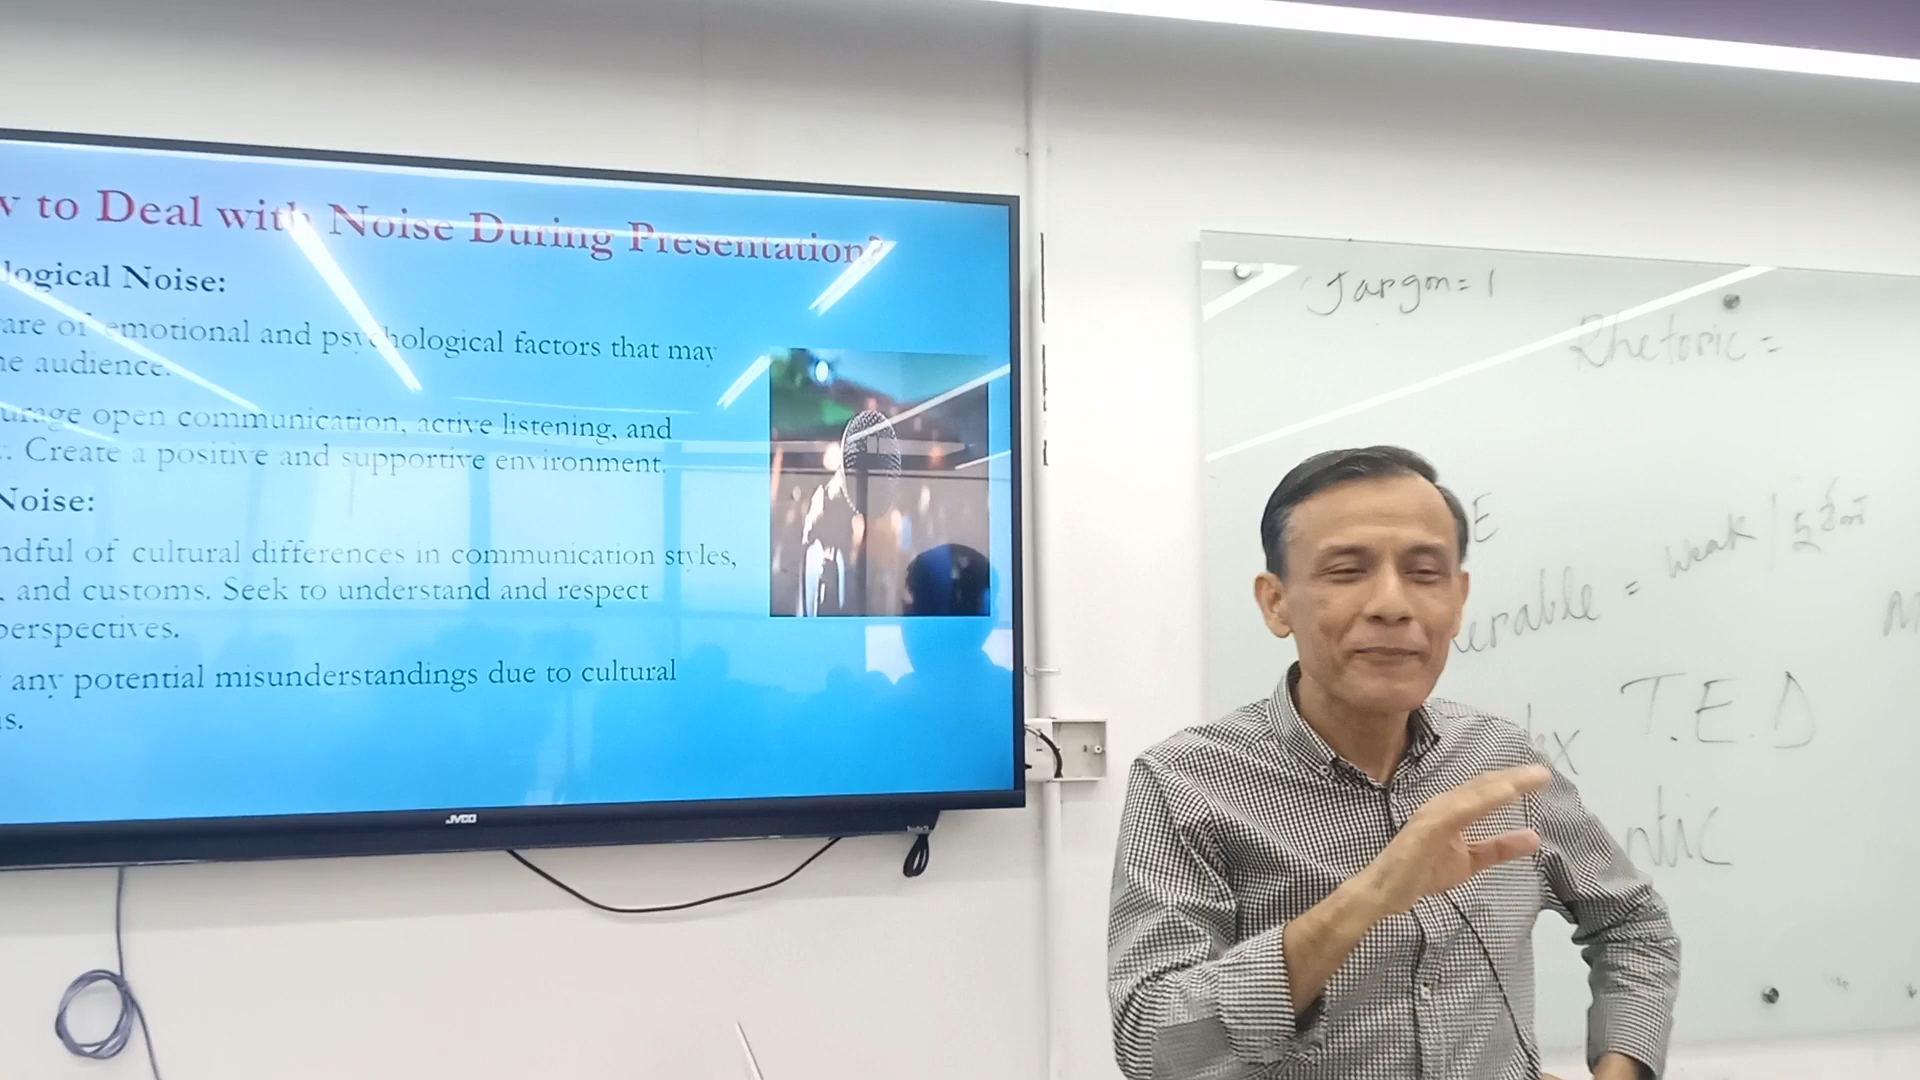 to Deal with Noise During Presentation?
logical Noise:
are of emotional and psychological factors that may
he audience.
urage open communication, active listening, and
Create a positive and supportive environment.
Noise:
ndful of cultural differences in communication styles,
, and customs. Seek to understand and respect
perspectives.
any potential misunderstandings due to cultural
s.
JVCO
Jargon = 1
Rhetoric =
E
erable = weak /
T.E.D
ntic